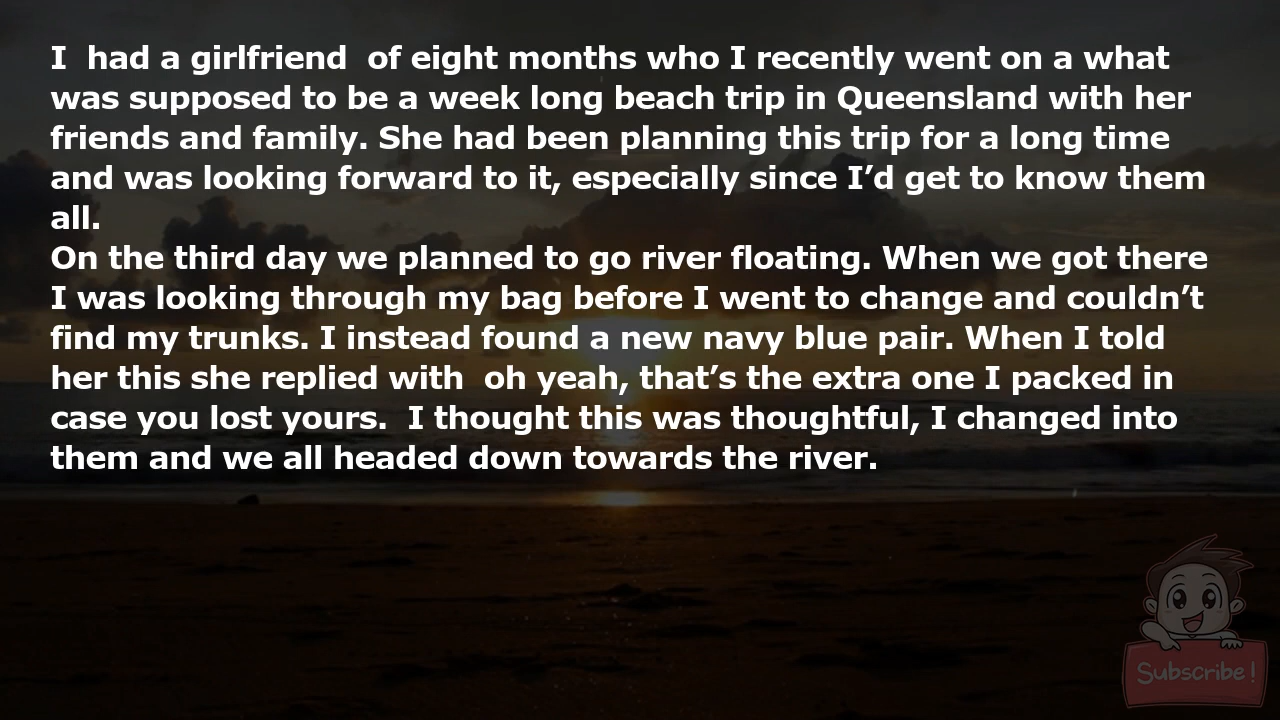 I  had a girlfriend  of eight months who I recently went on a what
was supposed to be a week long beach trip in Queensland with her
friends and family. She had been planning this trip for a long time
and was looking forward to it, especially since I’d get to know them
all.
On the third day we planned to go river floating. When we got there
I was looking through my bag before I went to change and couldn’t
find my trunks. I instead found a new navy blue pair. When I told
her this she replied with  oh yeah, that’s the extra one I packed in
case you lost yours.  I thought this was thoughtful, I changed into
them and we all headed down towards the river.
Subscribe!